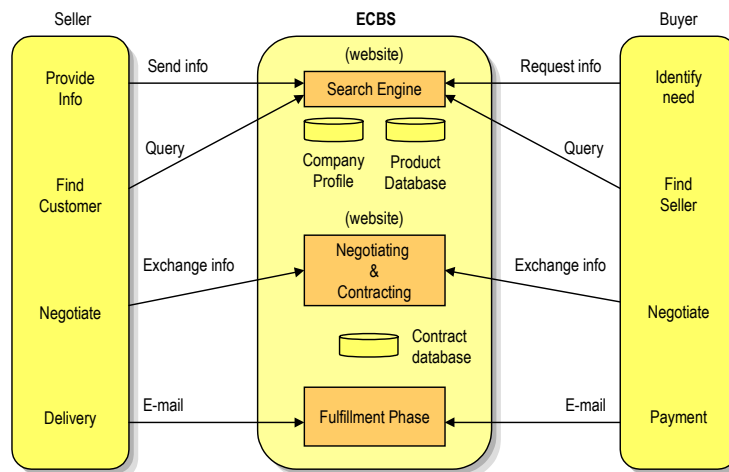 Seller
ECBS
Buyer
Provide
Info
Send info
(website)
Search Engine
Request info
Identify
need
Query
Company
Profile
Product
Database
Query
Find
Customer
Find
Seller
(website)
Exchange info
Negotiating
&
Contracting
Exchange info
Negotiate
Negotiate
Contract
database
Delivery
E-mail
Fulfillment Phase
E-mail
Payment